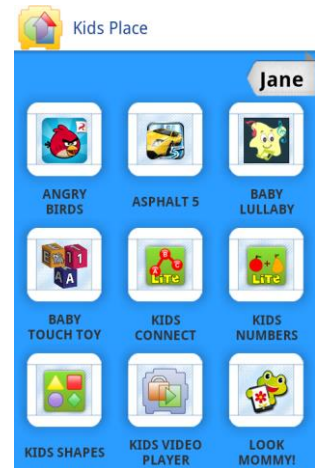 Kids Place
Jane
ANGRY
BIRDS
ASPHALT 5
BABY
LULLABY
BABY
TOUCH TOY
KIDS
CONNECT
KIDS
NUMBERS
KIDS SHAPES
KIDS VIDEO
PLAYER
LOOK
MOMMY!